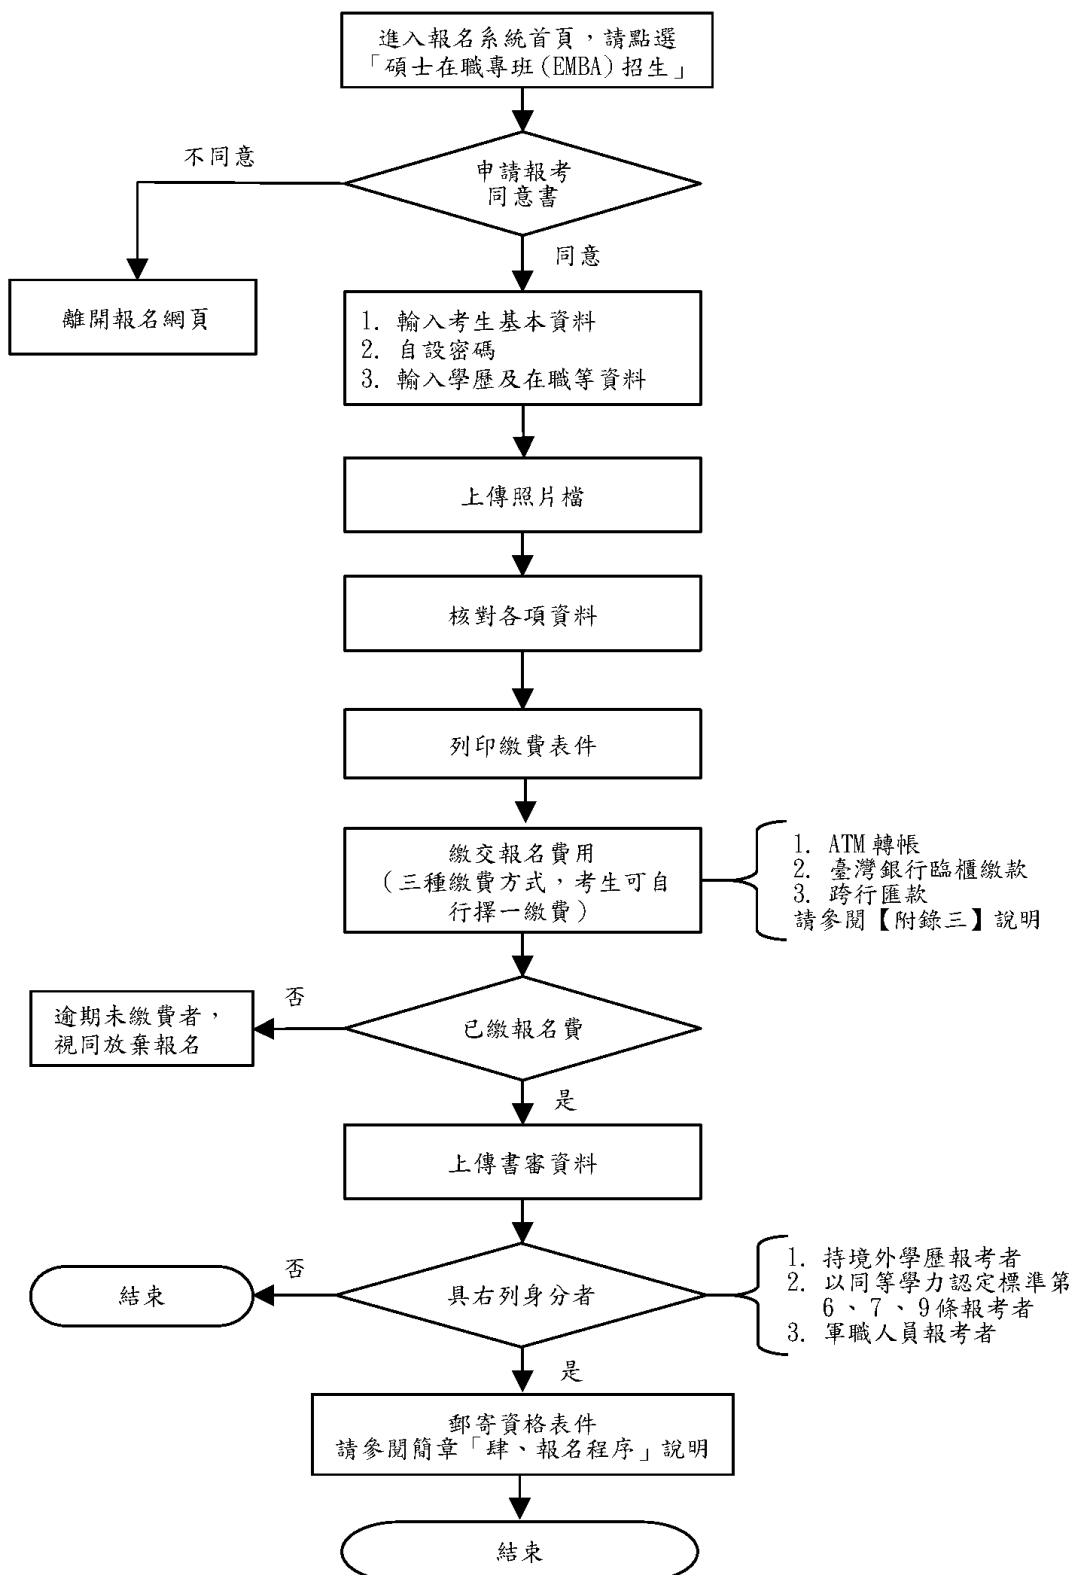 進入報名系統首頁，請點選
「碩士在職專班(EMBA)招生」
申請報考
同意書
不同意
同意
離開報名網頁
1. 輸入考生基本資料
2. 自設密碼
3. 輸入學歷及在職等資料
上傳照片檔
核對各項資料
列印繳費表件
繳交報名費用
（三種繳費方式，考生可自
行擇一繳費）
1. ATM 轉帳
2. 臺灣銀行臨櫃繳款
3. 跨行匯款
請參閱【附錄三】說明
已繳報名費
否
逾期未繳費者，
視同放棄報名
是
上傳書審資料
具右列身分者
否
結束
1. 持境外學歷報考者
2. 以同等學力認定標準第
6、7、9條報考者
3. 軍職人員報考者
是
郵寄資格表件
請參閱簡章「肆、報名程序」說明
結束